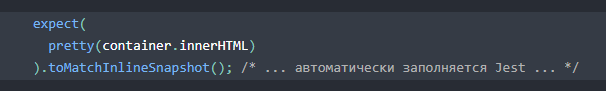 expect(
pretty(container.innerHTML)
).toMatchInlineSnapshot(); /* ... автоматически заполняется Jest ... */